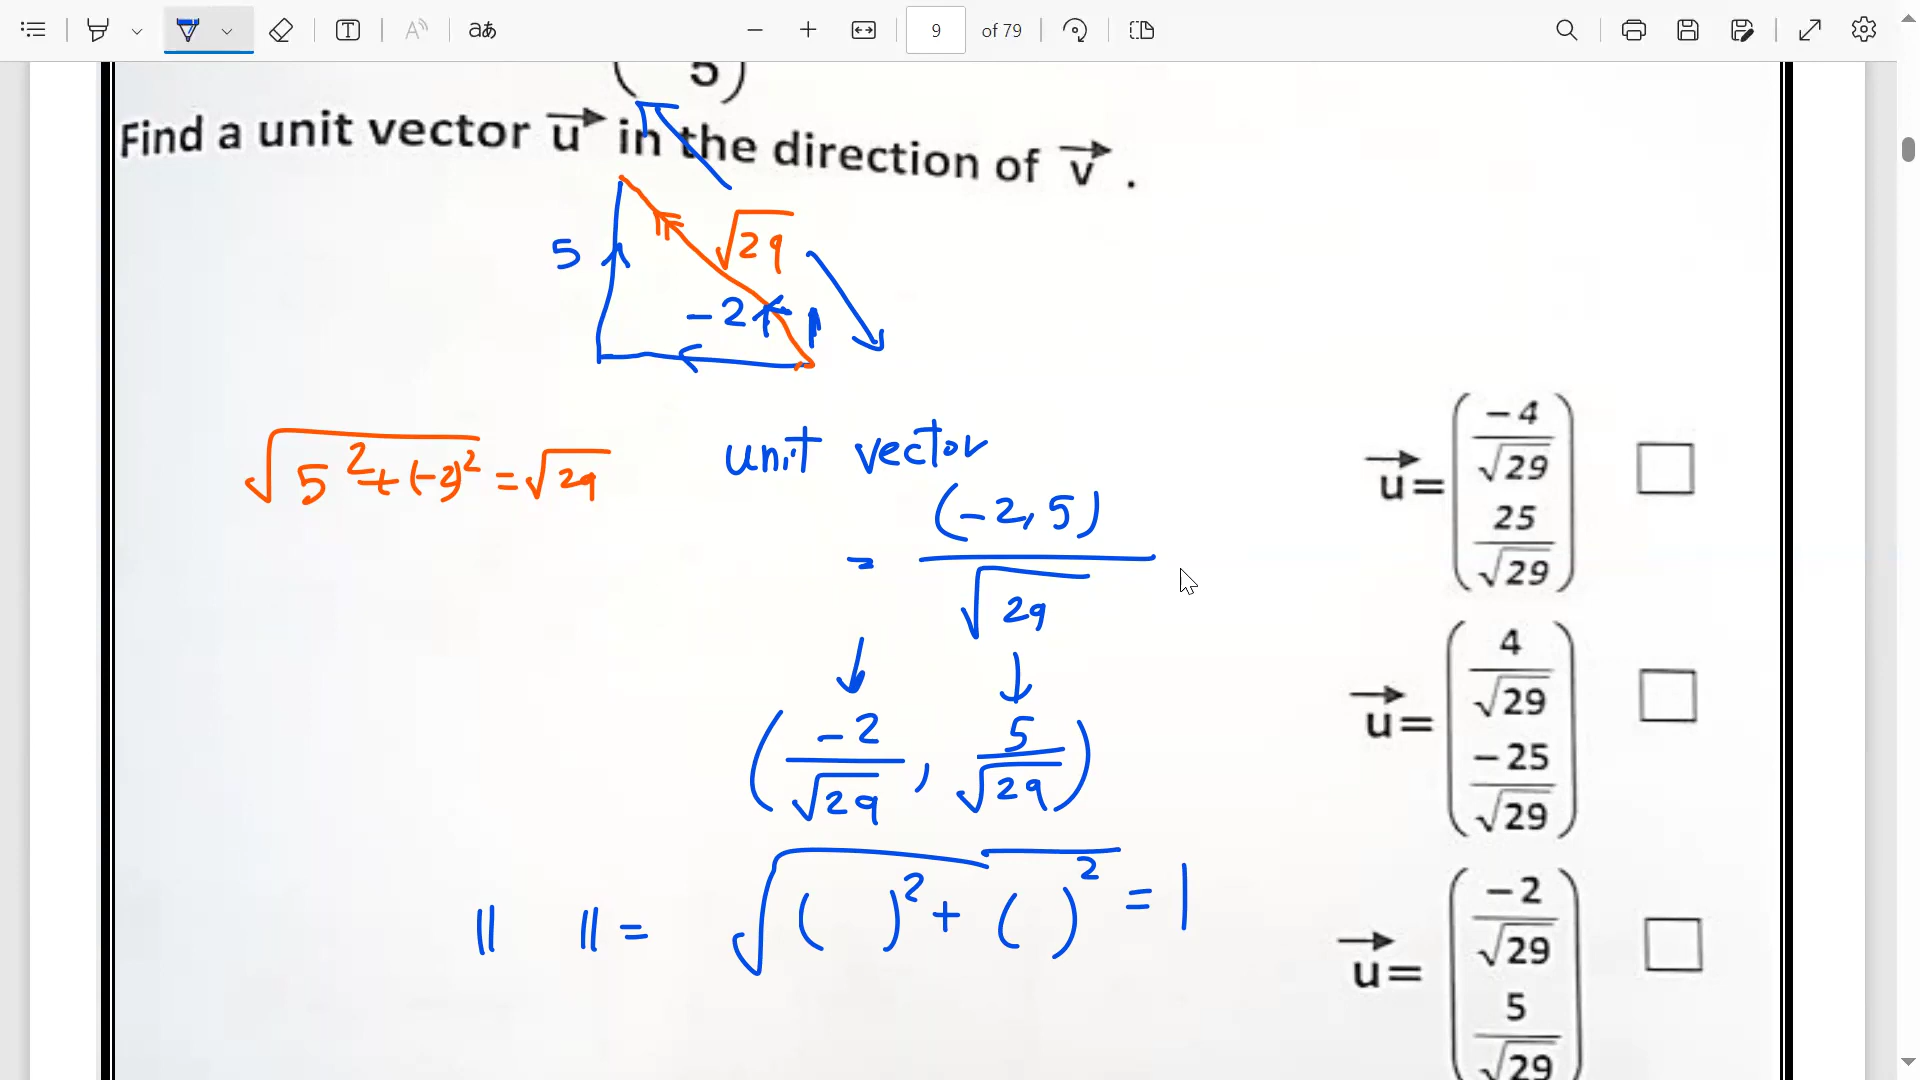 9 of 79
5)
Find a unit vector u in the direction of v .
5
√29
-2
√5² + (-2)² = √29
unit vector
= (-2, 5)
√29
(-2/√29 , 5/√29)
|| || = √( )² + ( )² = 1
u = (-4/√29
25/√29)
u = (4/√29
-25/√29)
u = (-2/√29
5/√29